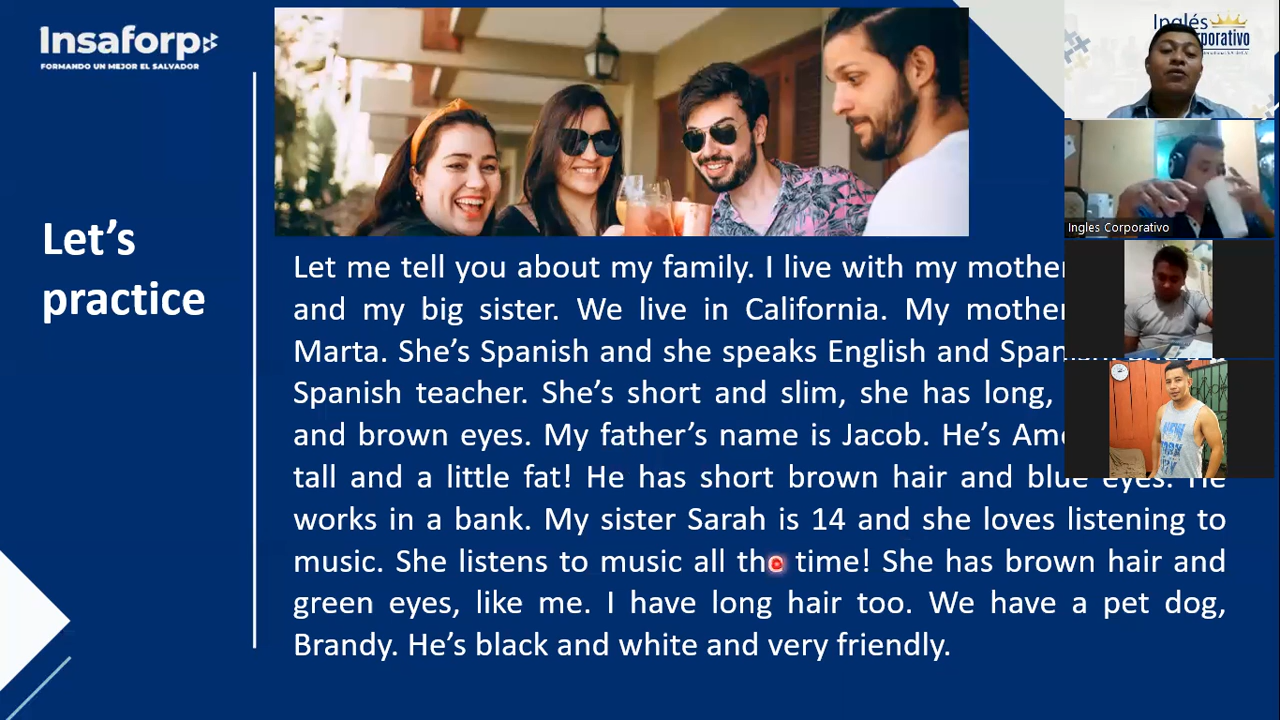 Insaforp
FORMANDO UN MEJOR EL SALVADOR
Inglés
Let's
practice
Ingles Corporativo
Let me tell you about my family. I live with my mother
and my big sister. We live in California. My mother
Marta. She's Spanish and she speaks English and
Spanish teacher. She's short and slim, she has long,
and brown eyes. My father's name is Jacob. He's
tall and a little fat! He has short brown hair and blue eyes. He
works in a bank. My sister Sarah is 14 and she loves listening to
music. She listens to music all the time! She has brown hair and
green eyes, like me. I have long hair too. We have a pet dog,
Brandy. He's black and white and very friendly.